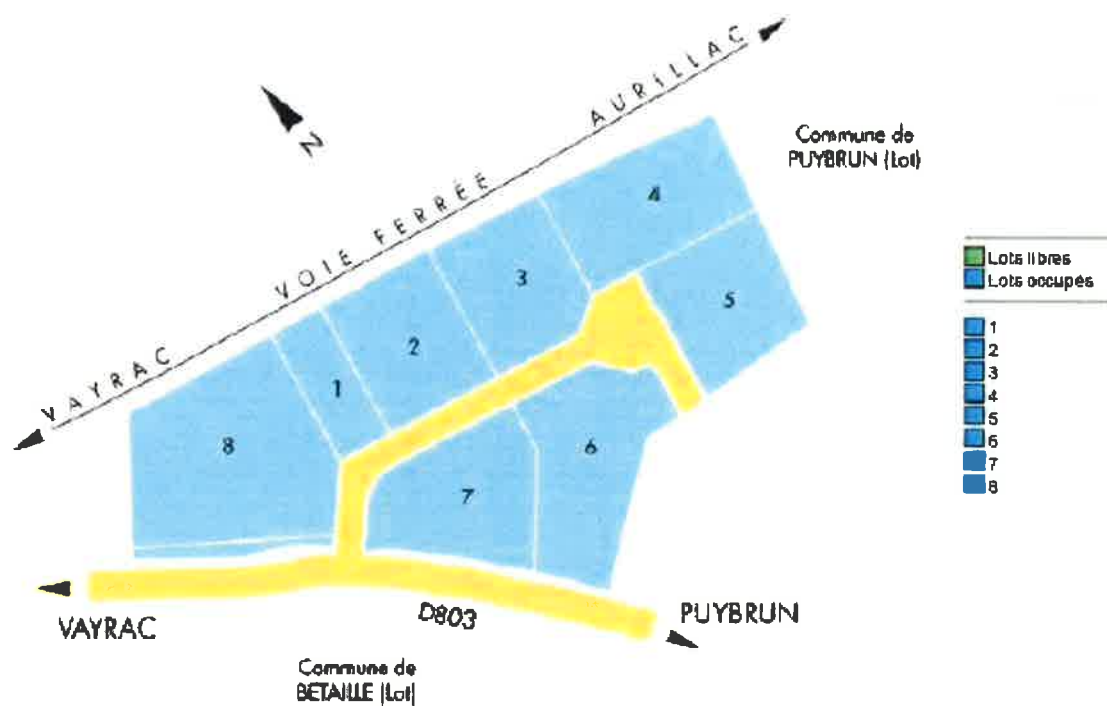 VAYRAC VOIE FERRÉE AURILLAC
N
Commune de
PUYBRUN (Lot)
4
3
5
2
1
8
6
7
Lots libres
Lots occupés
1
2
3
4
5
6
7
8
VAYRAC
D803
PUYBRUN
Commune de
BETAILLE (Lot)